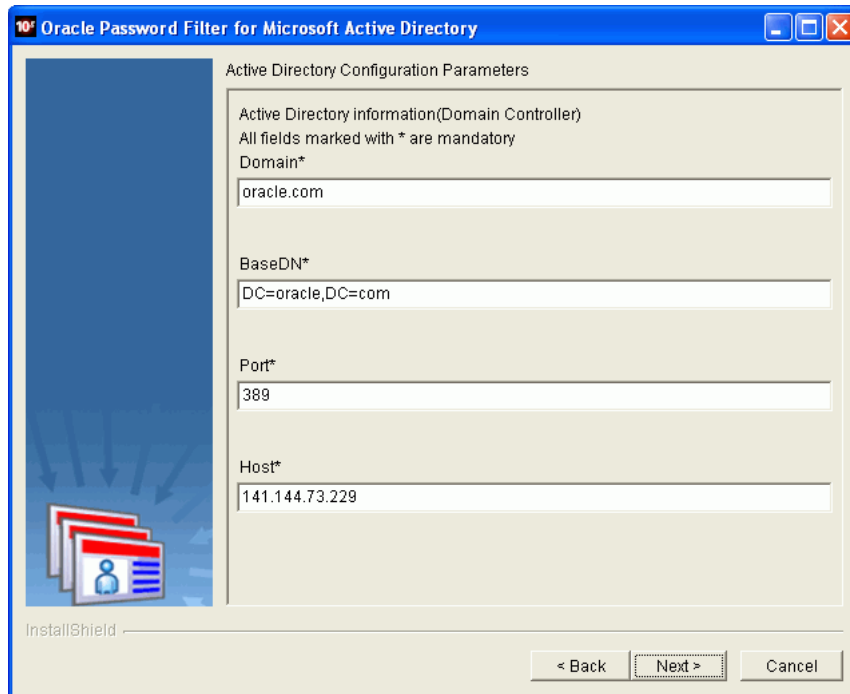 10g Oracle Password Filter for Microsoft Active Directory
Active Directory Configuration Parameters
Active Directory information(Domain Controller)
All fields marked with * are mandatory
Domain*
oracle.com
BaseDN*
DC=oracle,DC=com
Port*
389
Host*
141.144.73.229
InstallShield
< Back Next > Cancel